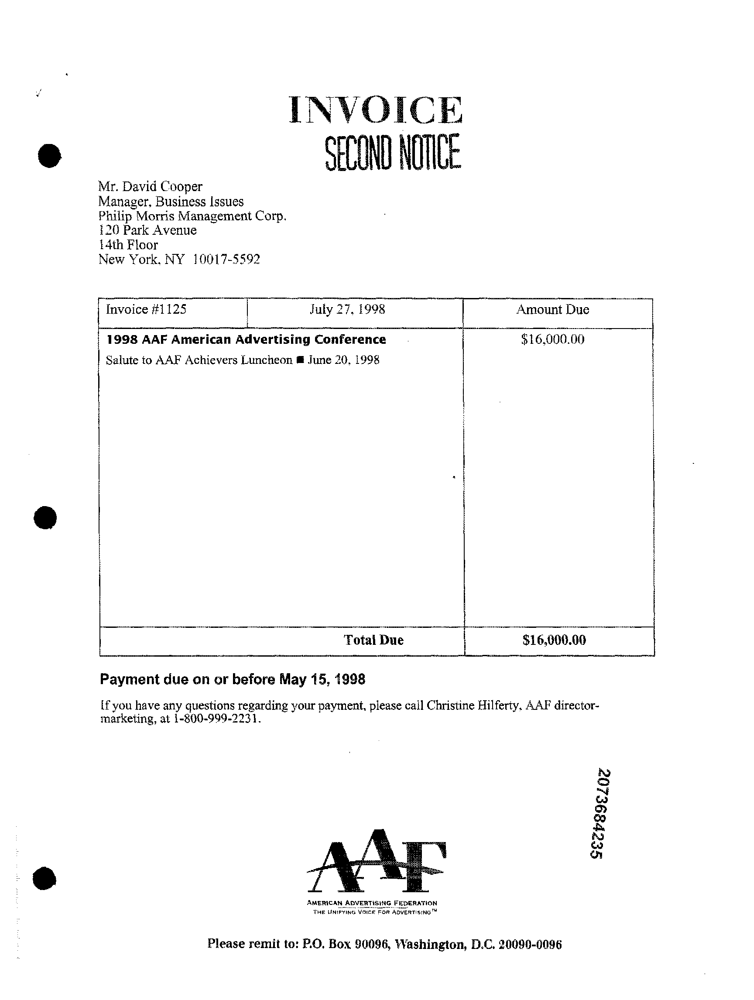 INVOICE
SECOND NOTICE
Mr. David Cooper
Manager, Business Issues
Philip Morris Management Corp.
120 Park Avenue
14th Floor
New York, NY 10017-5592
Invoice #1125 July 27, 1998 Amount Due
1998 AAF American Advertising Conference $16,000.00
Salute to AAF Achievers Luncheon ■ June 20, 1998
Total Due $16,000.00
Payment due on or before May 15, 1998
If you have any questions regarding your payment, please call Christine Hilferty, AAF director-
marketing, at 1-800-999-2231.
2073684235
AAF
AMERICAN ADVERTISING FEDERATION
THE UNIFYING VOICE FOR ADVERTISING™
Please remit to: P.O. Box 90096, Washington, D.C. 20090-0096